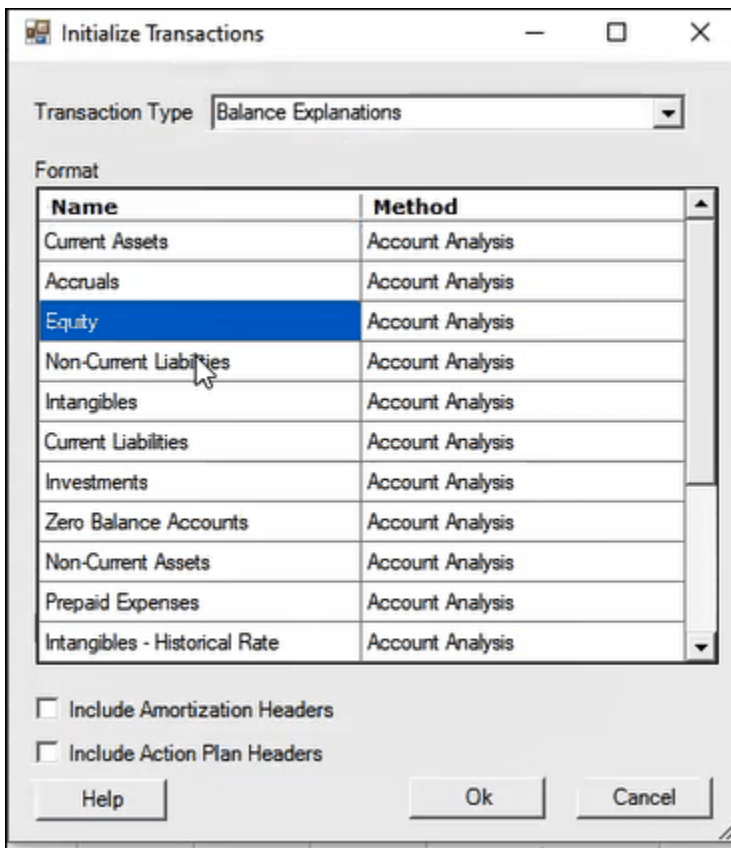 Initialize Transactions
Transaction Type Balance Explanations
Format
Name Method
Current Assets Account Analysis
Accruals Account Analysis
Equity Account Analysis
Non-Current Liabilities Account Analysis
Intangibles Account Analysis
Current Liabilities Account Analysis
Investments Account Analysis
Zero Balance Accounts Account Analysis
Non-Current Assets Account Analysis
Prepaid Expenses Account Analysis
Intangibles - Historical Rate Account Analysis
Include Amortization Headers
Include Action Plan Headers
Help Ok Cancel